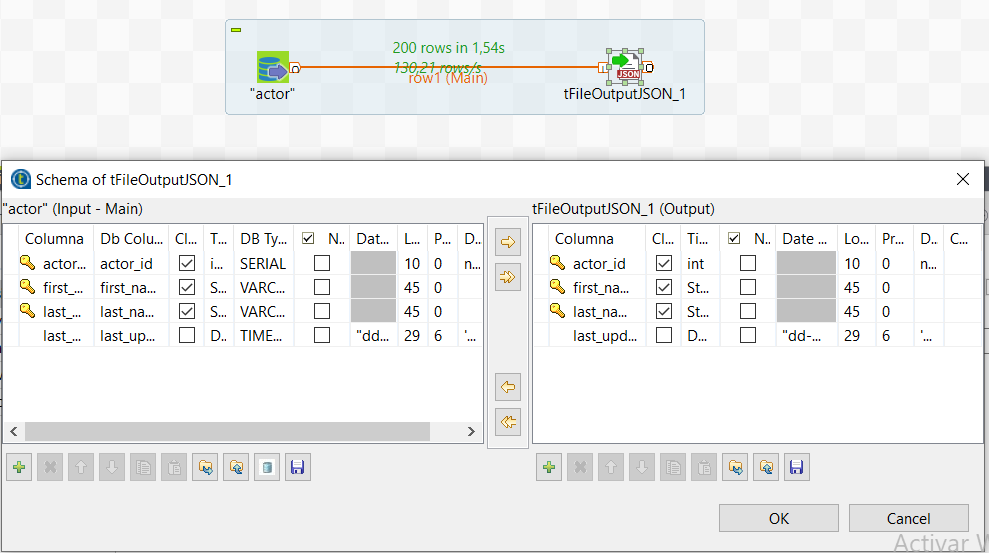 200 rows in 1,54s
130,21 rows/s
row1 (Main)
"actor"
tFileOutputJSON_1
JSON
Schema of tFileOutputJSON_1
"actor" (Input - Main)
Columna Db Colu... Cl... T... DB Ty... N.. Dat... L... P... D..
actor... actor_id i... SERIAL 10 0 n...
first_... first_na... S... VARC... 45 0
last_... last_na... S... VARC... 45 0
last_... last_up... D.. TIME... "dd... 29 6 '...
tFileOutputJSON_1 (Output)
Columna Cl... Ti... N.. Date ... Lo... Pr... D.. C...
actor_id int 10 0 n...
first_na... St... 45 0
last_na... St... 45 0
last_upd... D... "dd-... 29 6 '...
OK
Cancel
Activar W